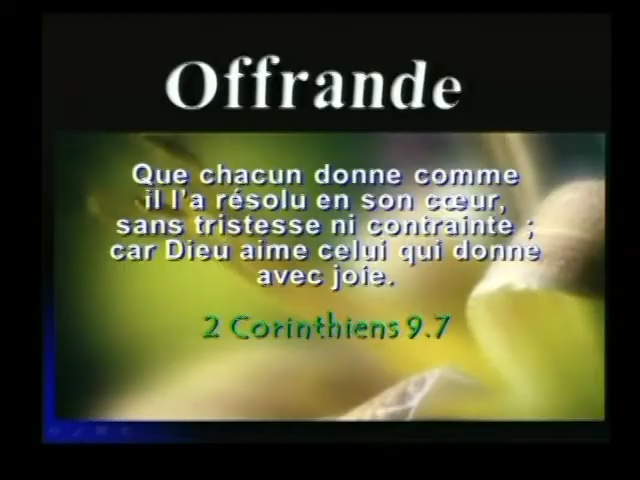 Offrande
Que chacun donne comme
il l'a résolu en son cœur,
sans tristesse ni contrainte ;
car Dieu aime celui qui donne
avec joie.
2 Corinthiens 9.7